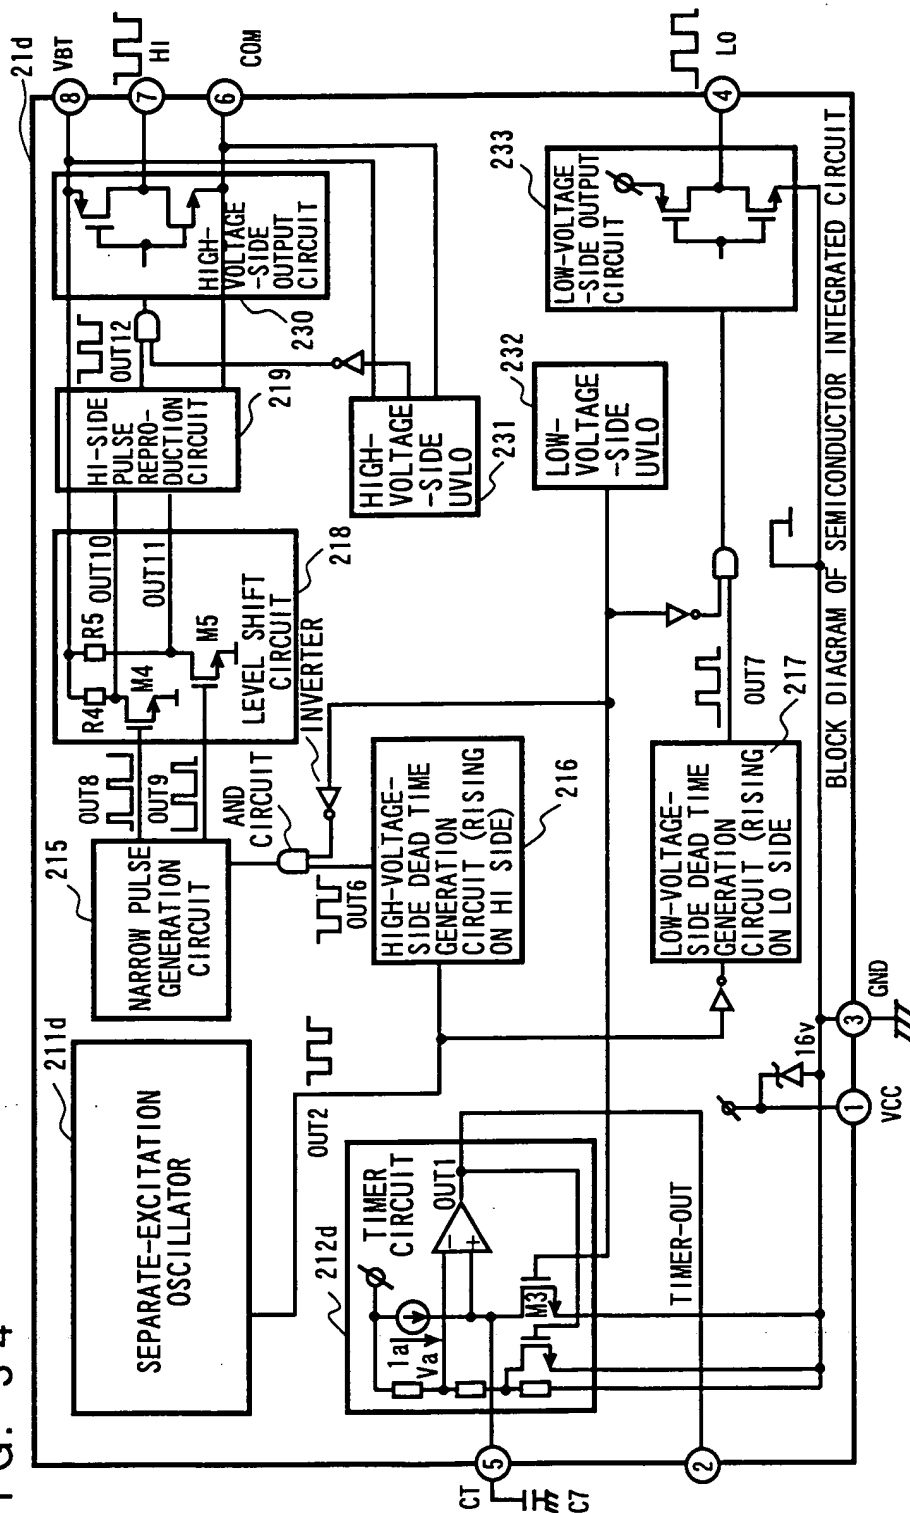 FIG. 34
21d
211d
SEPARATE-EXCITATION
OSCILLATOR
OUT2
215
NARROW PULSE
GENERATION
CIRCUIT
OUT8
OUT9
AND
CIRCUIT
INVERTER
OUT6
R4
R5
M4
M5
OUT10
OUT11
LEVEL SHIFT
CIRCUIT
218
HI-SIDE
PULSE
REPRO-
DUCTION
CIRCUIT
219
OUT12
HIGH-
VOLTAGE
-SIDE
OUTPUT
CIRCUIT
230
8
VBT
7
HI
6
COM
HIGH-
VOLTAGE
-SIDE
UVLO
231
LOW-
VOLTAGE
-SIDE
UVLO
232
HIGH-VOLTAGE-
SIDE DEAD TIME
GENERATION
CIRCUIT (RISING
ON HI SIDE)
216
LOW-VOLTAGE-
SIDE DEAD TIME
GENERATION
CIRCUIT (RISING
ON LO SIDE
217
OUT7
LOW-VOLTAGE
-SIDE OUTPUT
CIRCUIT
233
4
LO
212d
TIMER
CIRCUIT
Ia
Va
-
+
OUT1
M3
CT
5
C7
2
TIMER-OUT
1
VCC
16v
3
GND
BLOCK DIAGRAM OF SEMICONDUCTOR INTEGRATED CIRCUIT